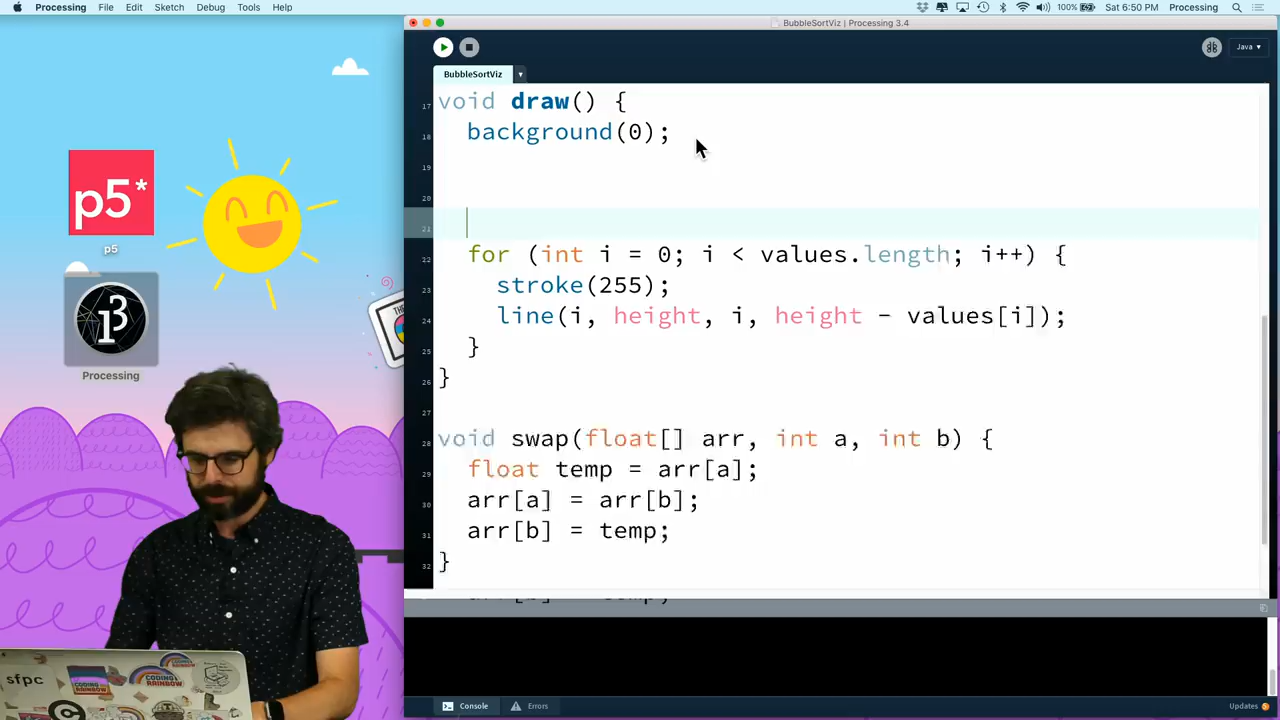 Processing File Edit Sketch Debug Tools Help 100% Sat 6:50 PM Processing
BubbleSortViz | Processing 3.4
Java ▾
BubbleSortViz ▾
17 void draw() {
18 background(0);
19
20
21
22 for (int i = 0; i < values.length; i++) {
23 stroke(255);
24 line(i, height, i, height - values[i]);
25 }
26 }
27
28 void swap(float[] arr, int a, int b) {
29 float temp = arr[a];
30 arr[a] = arr[b];
31 arr[b] = temp;
32 }
Console Errors Updates
p5*
p5
Processing
sfpc
CODING RAINBOW